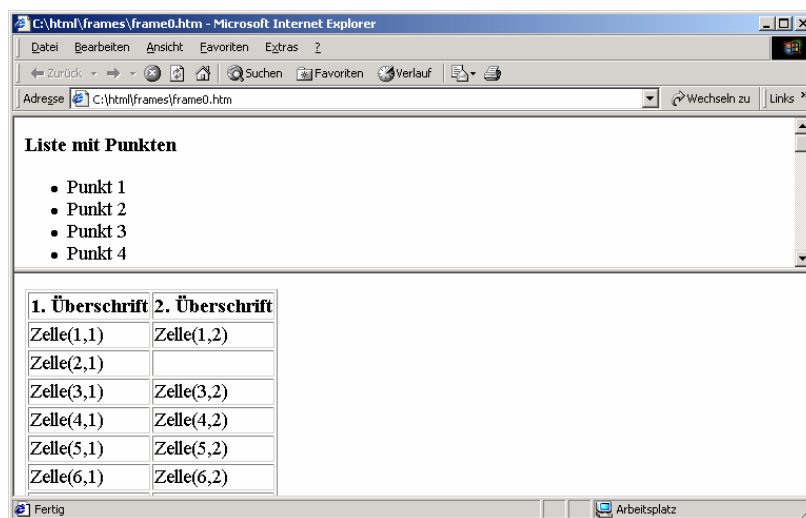 C:\html\frames\frame0.htm - Microsoft Internet Explorer
Datei Bearbeiten Ansicht Favoriten Extras ?
Zurück Suchen Favoriten Verlauf
Adresse C:\html\frames\frame0.htm Wechseln zu Links »
Liste mit Punkten
• Punkt 1
• Punkt 2
• Punkt 3
• Punkt 4
1. Überschrift 2. Überschrift
Zelle(1,1) Zelle(1,2)
Zelle(2,1)
Zelle(3,1) Zelle(3,2)
Zelle(4,1) Zelle(4,2)
Zelle(5,1) Zelle(5,2)
Zelle(6,1) Zelle(6,2)
Fertig Arbeitsplatz